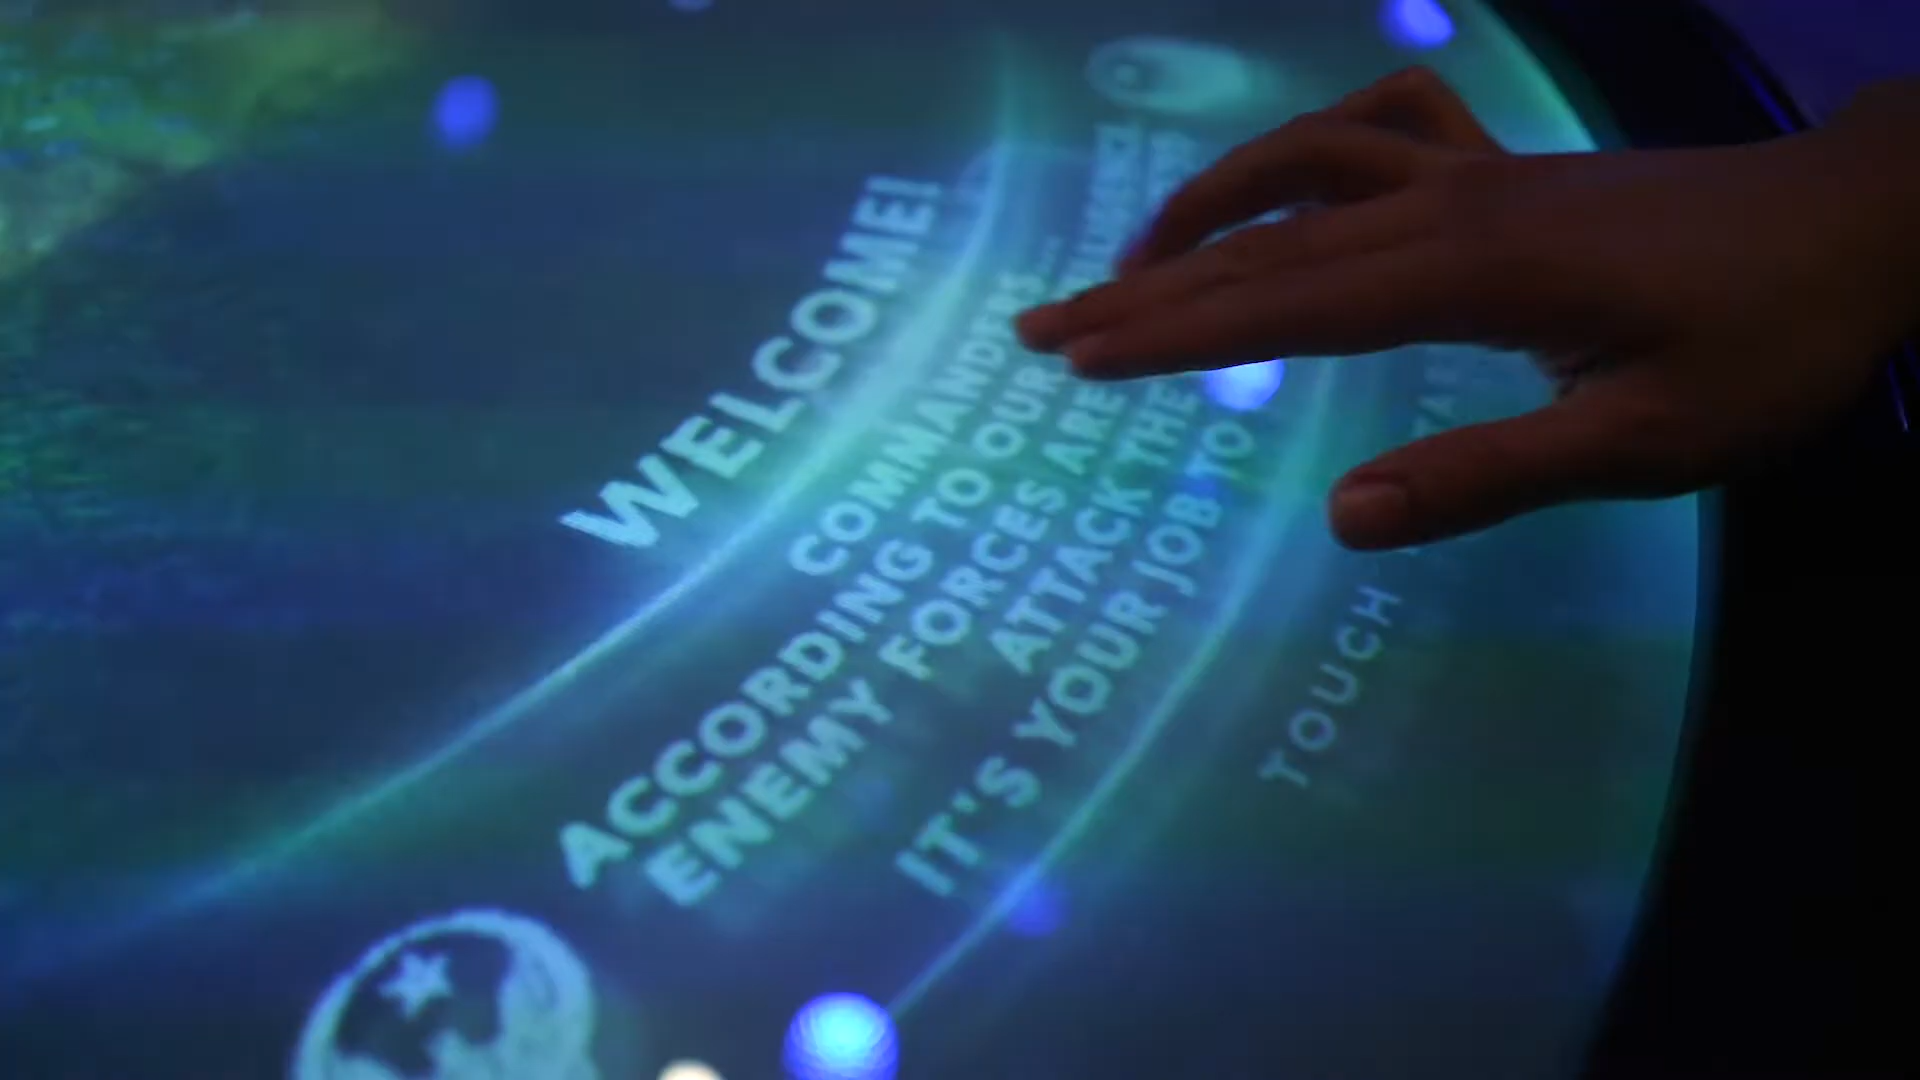 WELCOME!
COMMANDERS...
ACCORDING TO OUR
ENEMY FORCES ARE
ATTACK THE
IT'S YOUR JOB TO
TOUCH